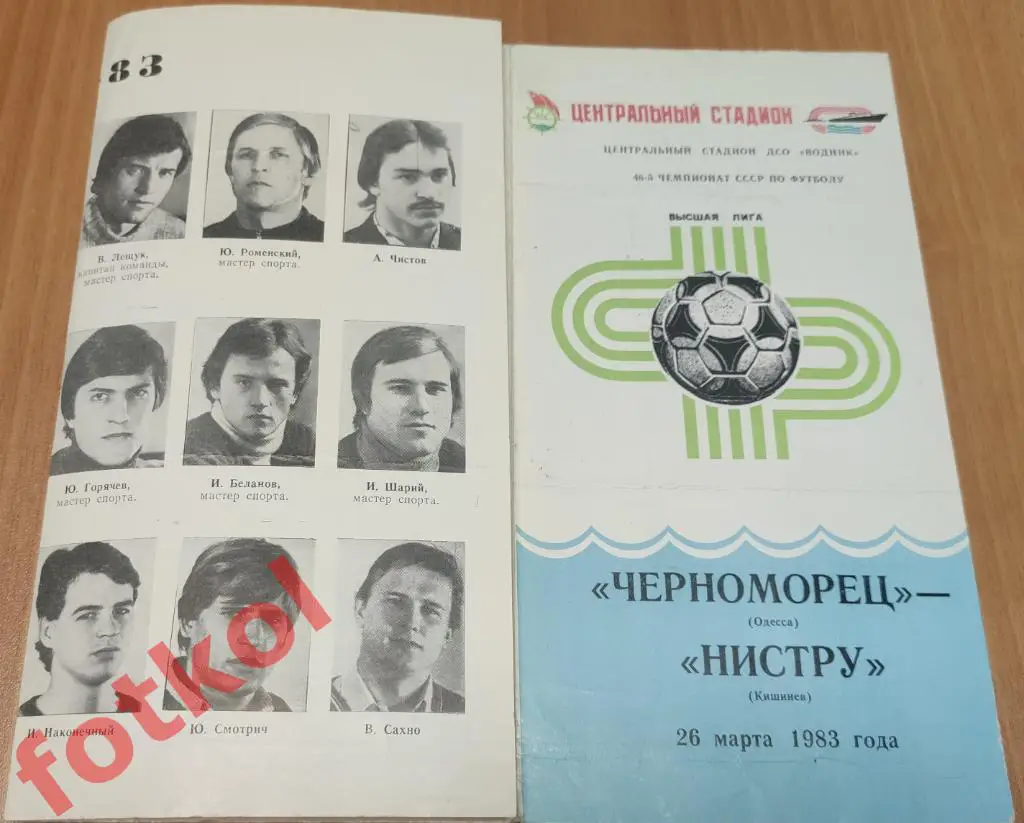 83
В. Лещук,
капитан команды,
мастер спорта.
Ю. Роменский,
мастер спорта.
А. Чистов
Ю. Горячев,
мастер спорта.
И. Беланов,
мастер спорта.
И. Шарий,
мастер спорта.
И. Наконечный
Ю. Смотрич
В. Сахно
fotkol
ЦЕНТРАЛЬНЫЙ СТАДИОН
ЦЕНТРАЛЬНЫЙ СТАДИОН ДСО «ВОДНИК»
46-й ЧЕМПИОНАТ СССР ПО ФУТБОЛУ
ВЫСШАЯ ЛИГА
«ЧЕРНОМОРЕЦ»—
(Одесса)
«НИСТРУ»
(Кишинев)
26 марта 1983 года